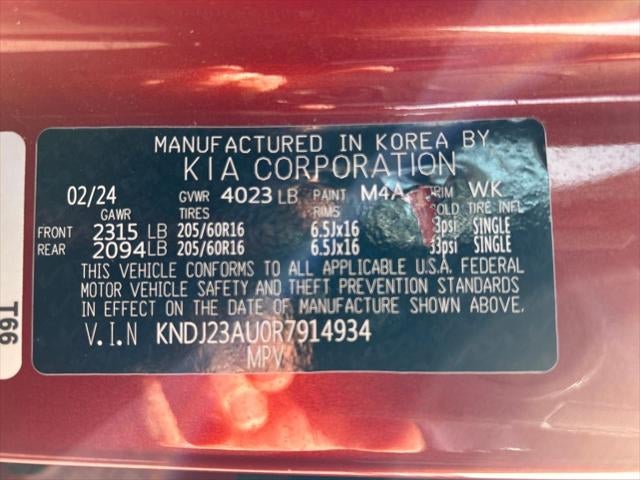 MANUFACTURED IN KOREA BY
KIA CORPORATION
02/24 GVWR 4023 LB PAINT M4A TRIM WK
GAWR TIRES RIMS COLD TIRE INFL
FRONT 2315 LB 205/60R16 6.5Jx16 3psi SINGLE
REAR 2094 LB 205/60R16 6.5Jx16 33psi SINGLE
THIS VEHICLE CONFORMS TO ALL APPLICABLE U.S.A. FEDERAL
MOTOR VEHICLE SAFETY AND THEFT PREVENTION STANDARDS
IN EFFECT ON THE DATE OF MANUFACTURE SHOWN ABOVE.
V.I.N KNDJ23AU0R7914934
MPV
T66